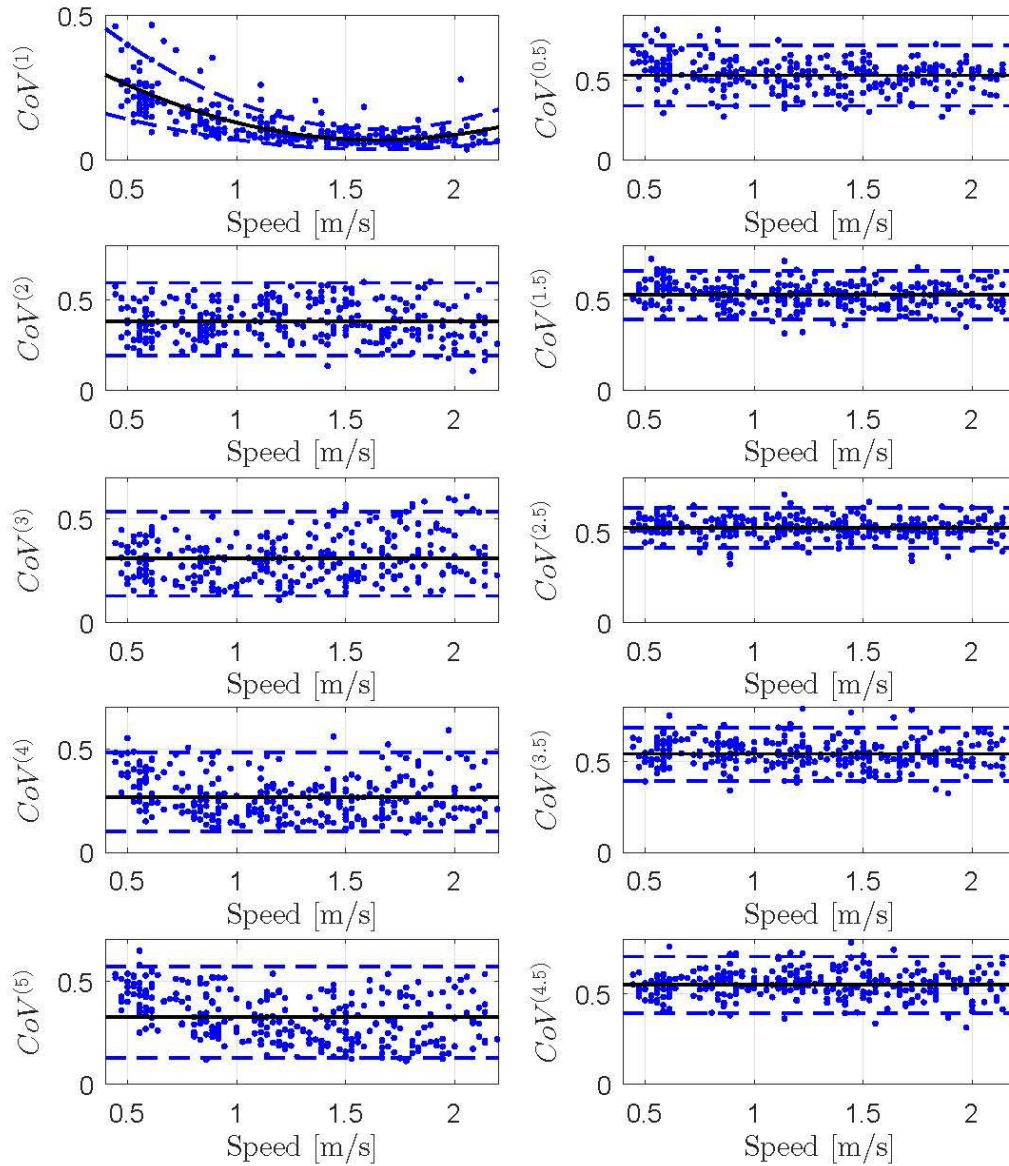 0.5
CoV^(1)
0
0.5 1 1.5 2
Speed [m/s]
0.5
CoV^(0.5)
0
0.5 1 1.5 2
Speed [m/s]
0.5
CoV^(2)
0
0.5 1 1.5 2
Speed [m/s]
0.5
CoV^(1.5)
0
0.5 1 1.5 2
Speed [m/s]
0.5
CoV^(3)
0
0.5 1 1.5 2
Speed [m/s]
0.5
CoV^(2.5)
0
0.5 1 1.5 2
Speed [m/s]
0.5
CoV^(4)
0
0.5 1 1.5 2
Speed [m/s]
0.5
CoV^(3.5)
0
0.5 1 1.5 2
Speed [m/s]
0.5
CoV^(5)
0
0.5 1 1.5 2
Speed [m/s]
0.5
CoV^(4.5)
0
0.5 1 1.5 2
Speed [m/s]